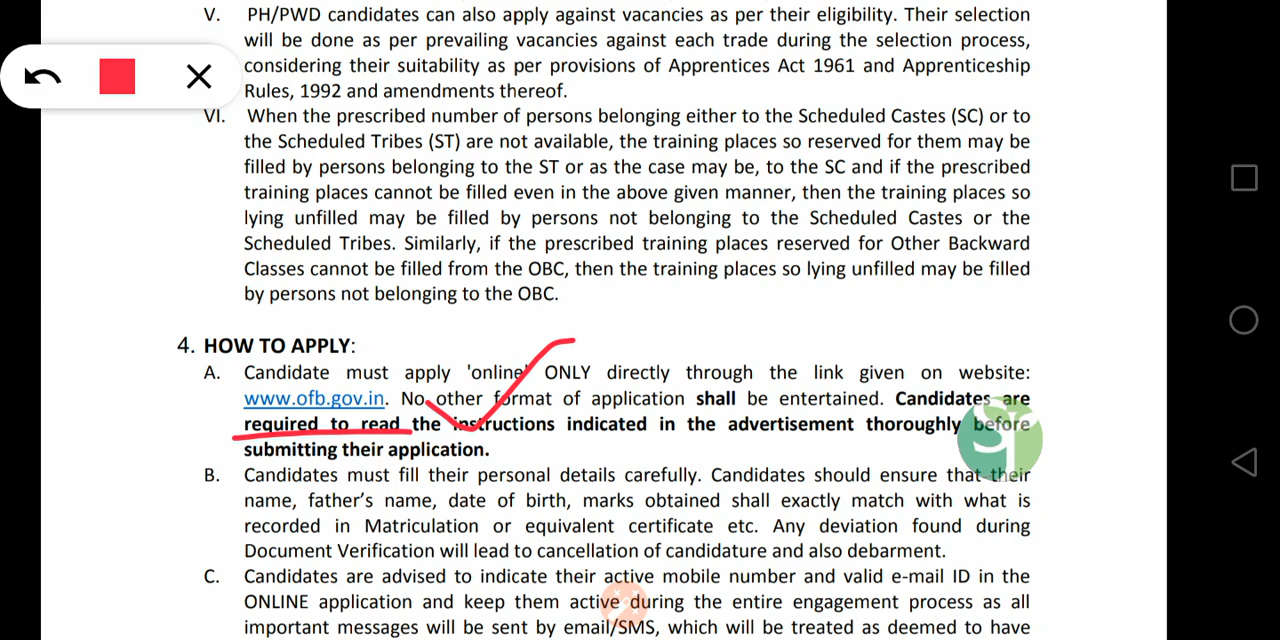 V. PH/PWD candidates can also apply against vacancies as per their eligibility. Their selection
will be done as per prevailing vacancies against each trade during the selection process,
considering their suitability as per provisions of Apprentices Act 1961 and Apprenticeship
Rules, 1992 and amendments thereof.
VI. When the prescribed number of persons belonging either to the Scheduled Castes (SC) or to
the Scheduled Tribes (ST) are not available, the training places so reserved for them may be
filled by persons belonging to the ST or as the case may be, to the SC and if the prescribed
training places cannot be filled even in the above given manner, then the training places so
lying unfilled may be filled by persons not belonging to the Scheduled Castes or the
Scheduled Tribes. Similarly, if the prescribed training places reserved for Other Backward
Classes cannot be filled from the OBC, then the training places so lying unfilled may be filled
by persons not belonging to the OBC.
4. HOW TO APPLY:
A. Candidate must apply 'online' ONLY directly through the link given on website:
www.ofb.gov.in. No other format of application shall be entertained. Candidates are
required to read the instructions indicated in the advertisement thoroughly before
submitting their application.
B. Candidates must fill their personal details carefully. Candidates should ensure that their
name, father's name, date of birth, marks obtained shall exactly match with what is
recorded in Matriculation or equivalent certificate etc. Any deviation found during
Document Verification will lead to cancellation of candidature and also debarment.
C. Candidates are advised to indicate their active mobile number and valid e-mail ID in the
ONLINE application and keep them active during the entire engagement process as all
important messages will be sent by email/SMS, which will be treated as deemed to have